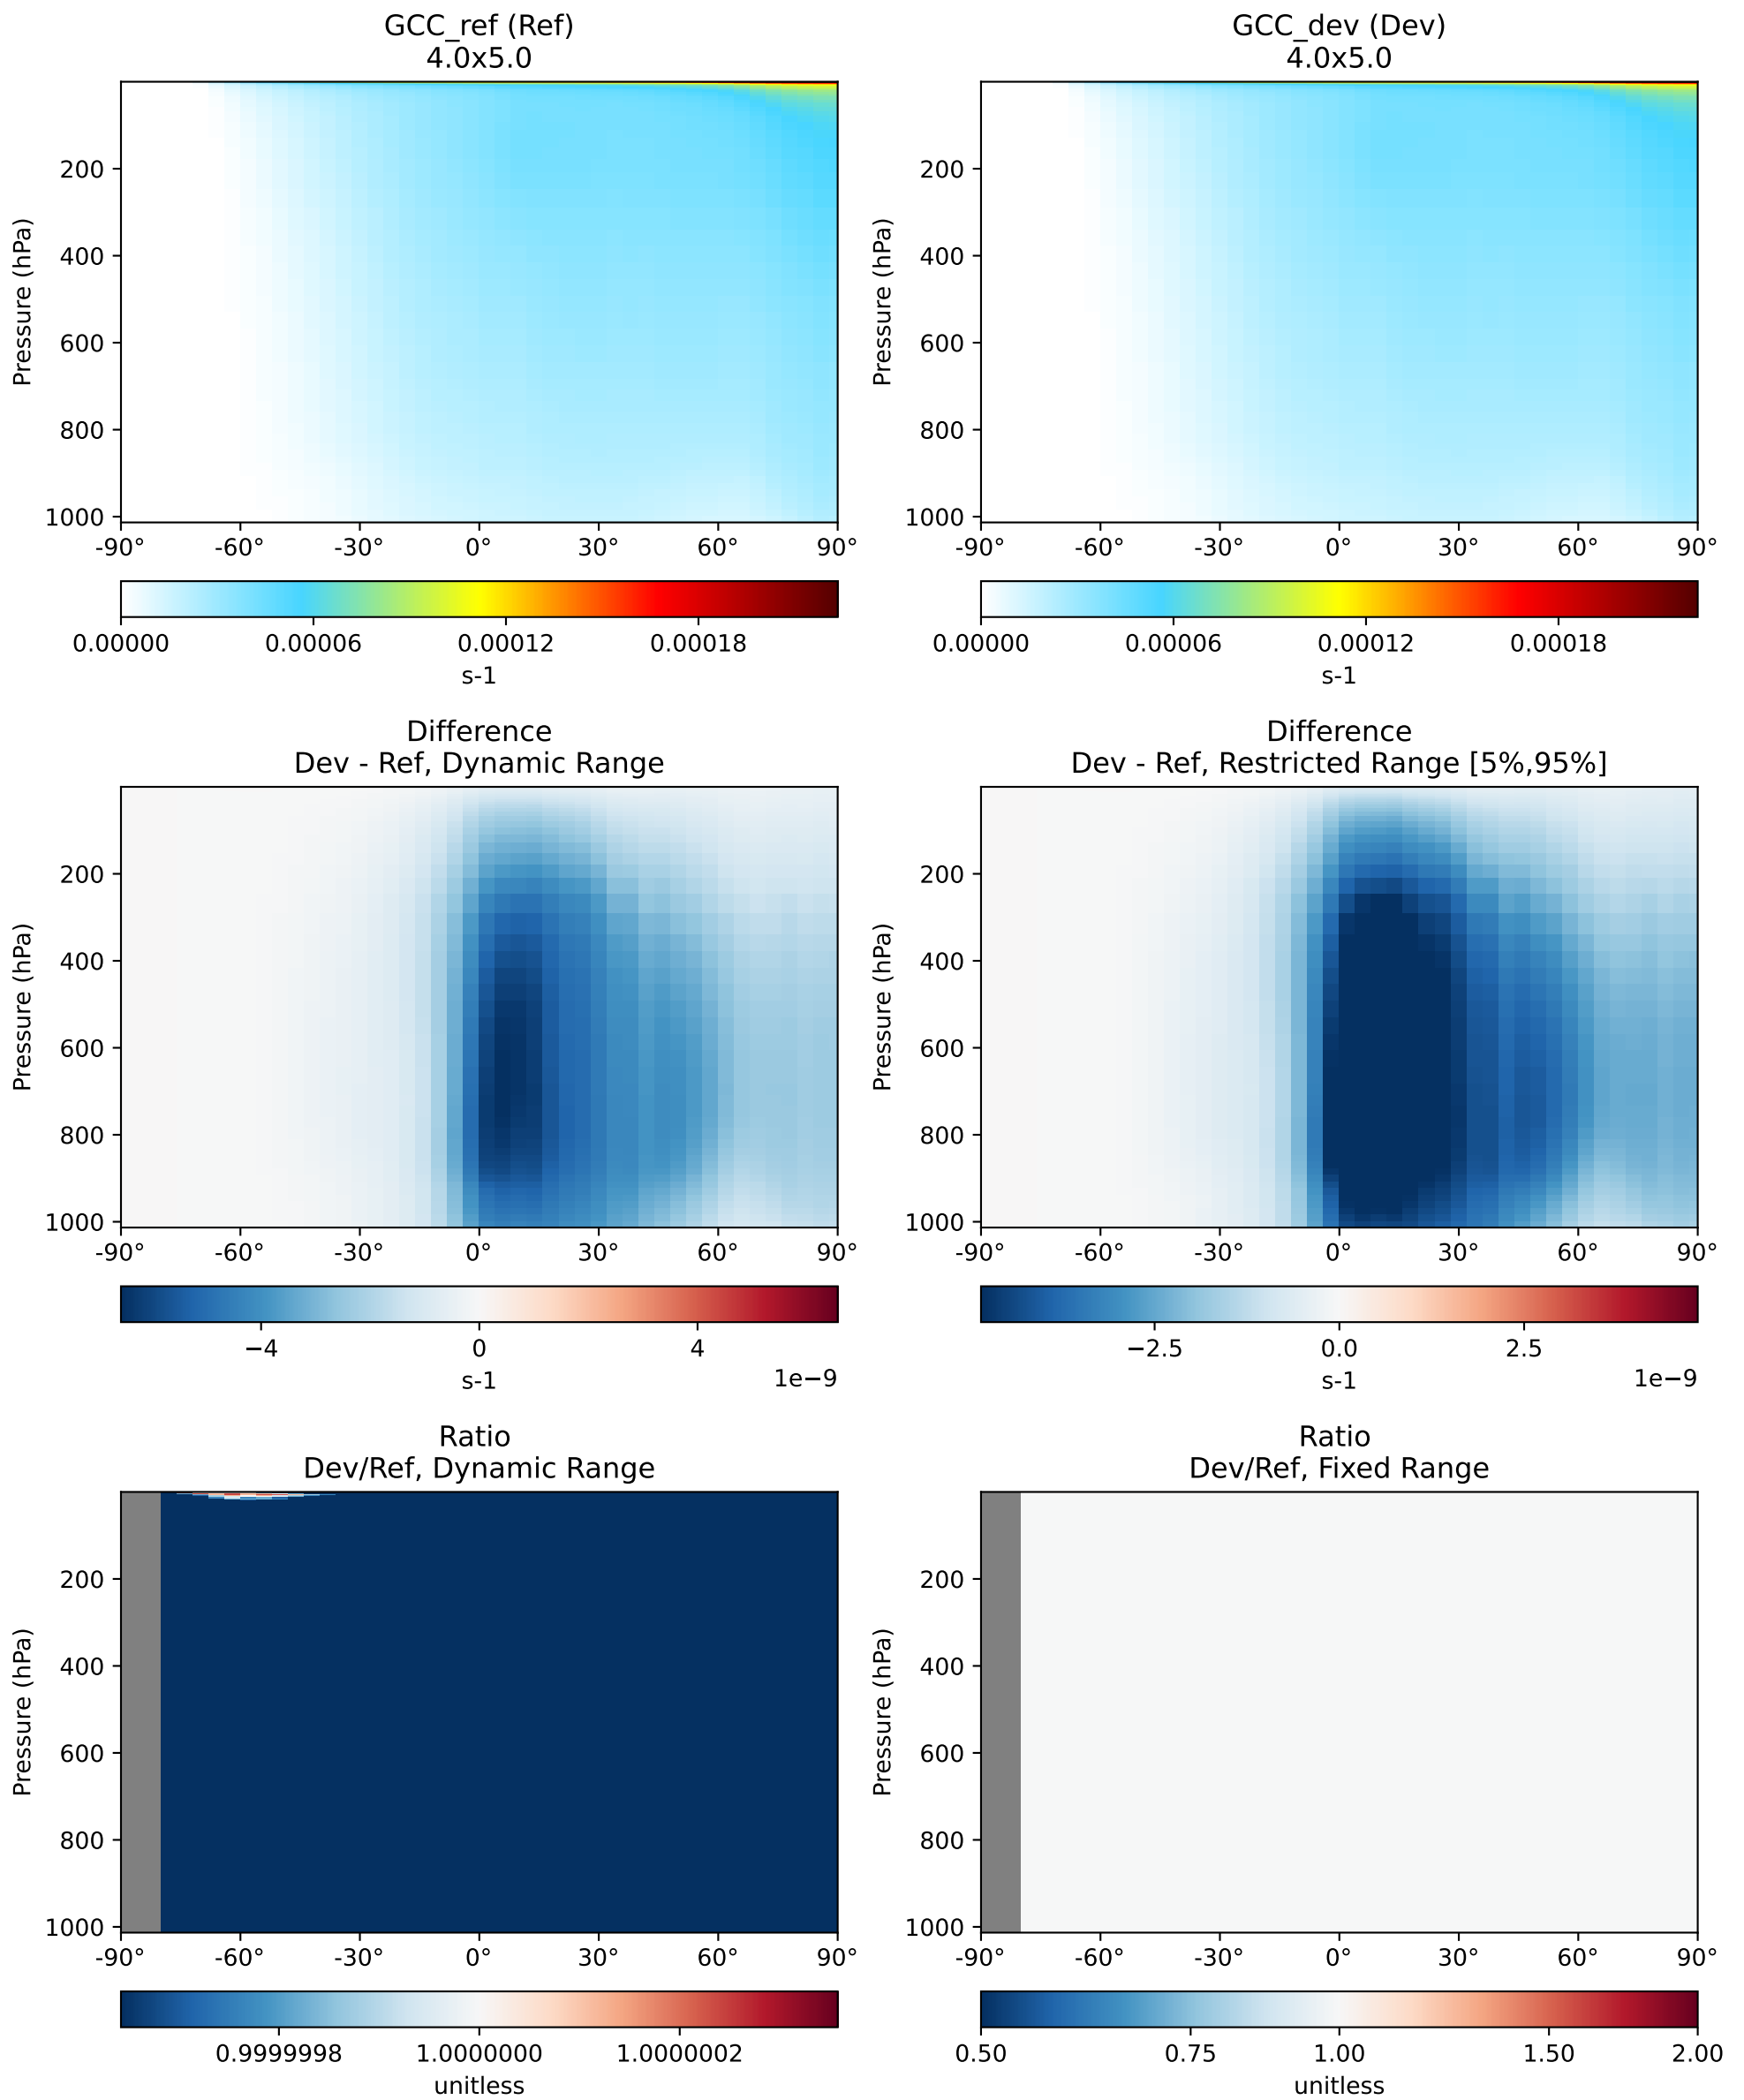 GCC_ref (Ref)
4.0x5.0
GCC_dev (Dev)
4.0x5.0
Pressure (hPa)
200
400
600
800
1000
-90° -60° -30° 0° 30° 60° 90°
0.00000 0.00006 0.00012 0.00018
s-1
Pressure (hPa)
200
400
600
800
1000
-90° -60° -30° 0° 30° 60° 90°
0.00000 0.00006 0.00012 0.00018
s-1
Difference
Dev - Ref, Dynamic Range
Pressure (hPa)
200
400
600
800
1000
-90° -60° -30° 0° 30° 60° 90°
−4 0 4
s-1 1e−9
Difference
Dev - Ref, Restricted Range [5%,95%]
Pressure (hPa)
200
400
600
800
1000
-90° -60° -30° 0° 30° 60° 90°
−2.5 0.0 2.5
s-1 1e−9
Ratio
Dev/Ref, Dynamic Range
Pressure (hPa)
200
400
600
800
1000
-90° -60° -30° 0° 30° 60° 90°
0.9999998 1.0000000 1.0000002
unitless
Ratio
Dev/Ref, Fixed Range
Pressure (hPa)
200
400
600
800
1000
-90° -60° -30° 0° 30° 60° 90°
0.50 0.75 1.00 1.50 2.00
unitless